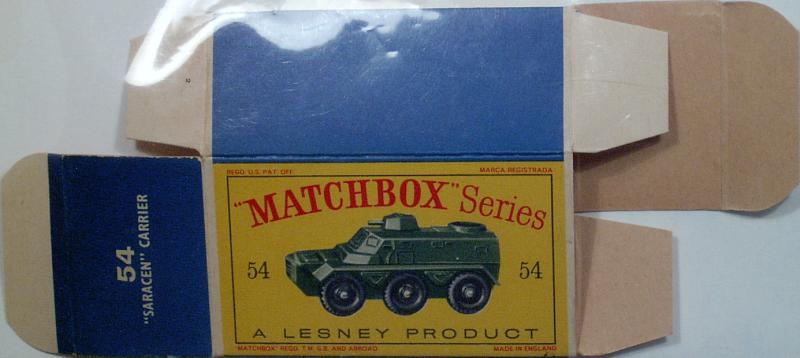 REGD. U.S. PAT. OFF. MARCA REGISTRADA
"MATCHBOX" Series
54 54
A LESNEY PRODUCT
"MATCHBOX" REGD. T.M. G.B. AND ABROAD. MADE IN ENGLAND
54
"SARACEN" CARRIER
2